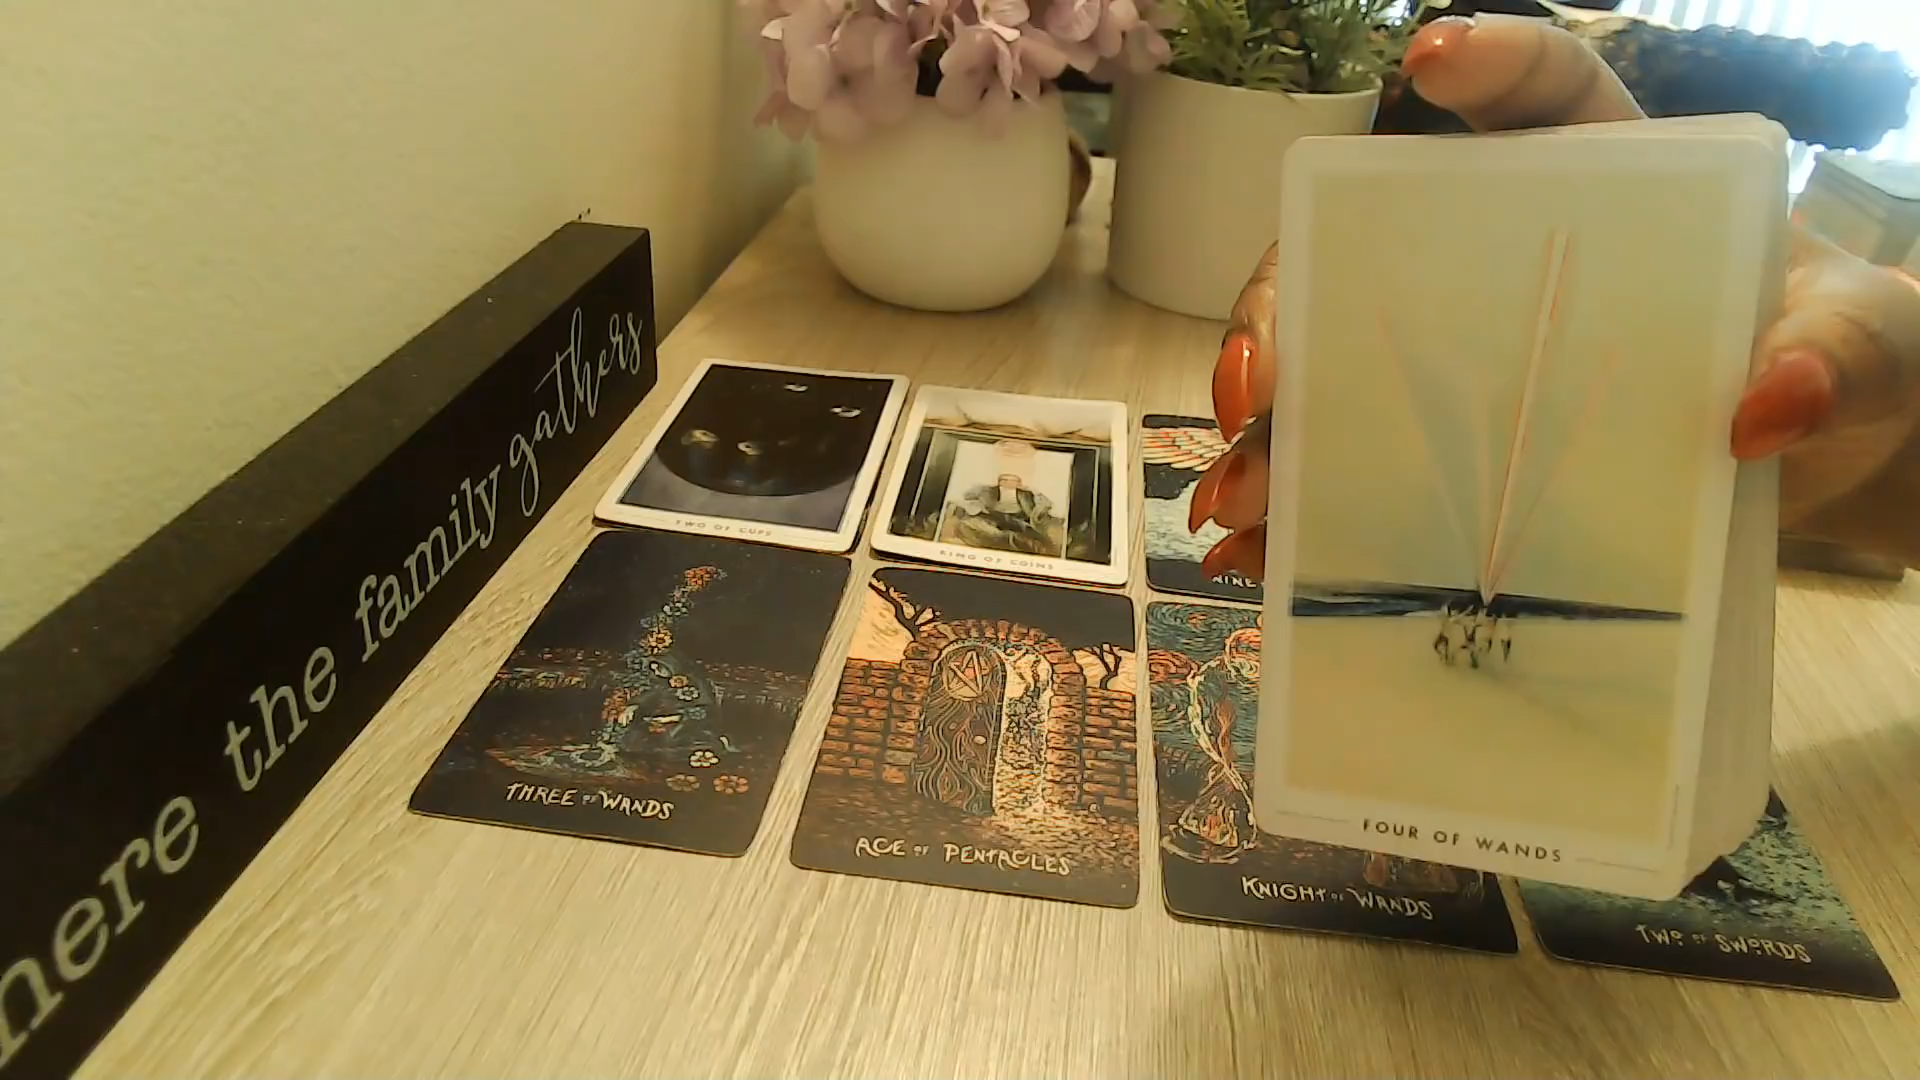 here the family gathers
TWO OF CUPS
KING OF COINS
NINE
THREE OF WANDS
ACE OF PENTACLES
KNIGHT OF WANDS
TWO OF SWORDS
FOUR OF WANDS